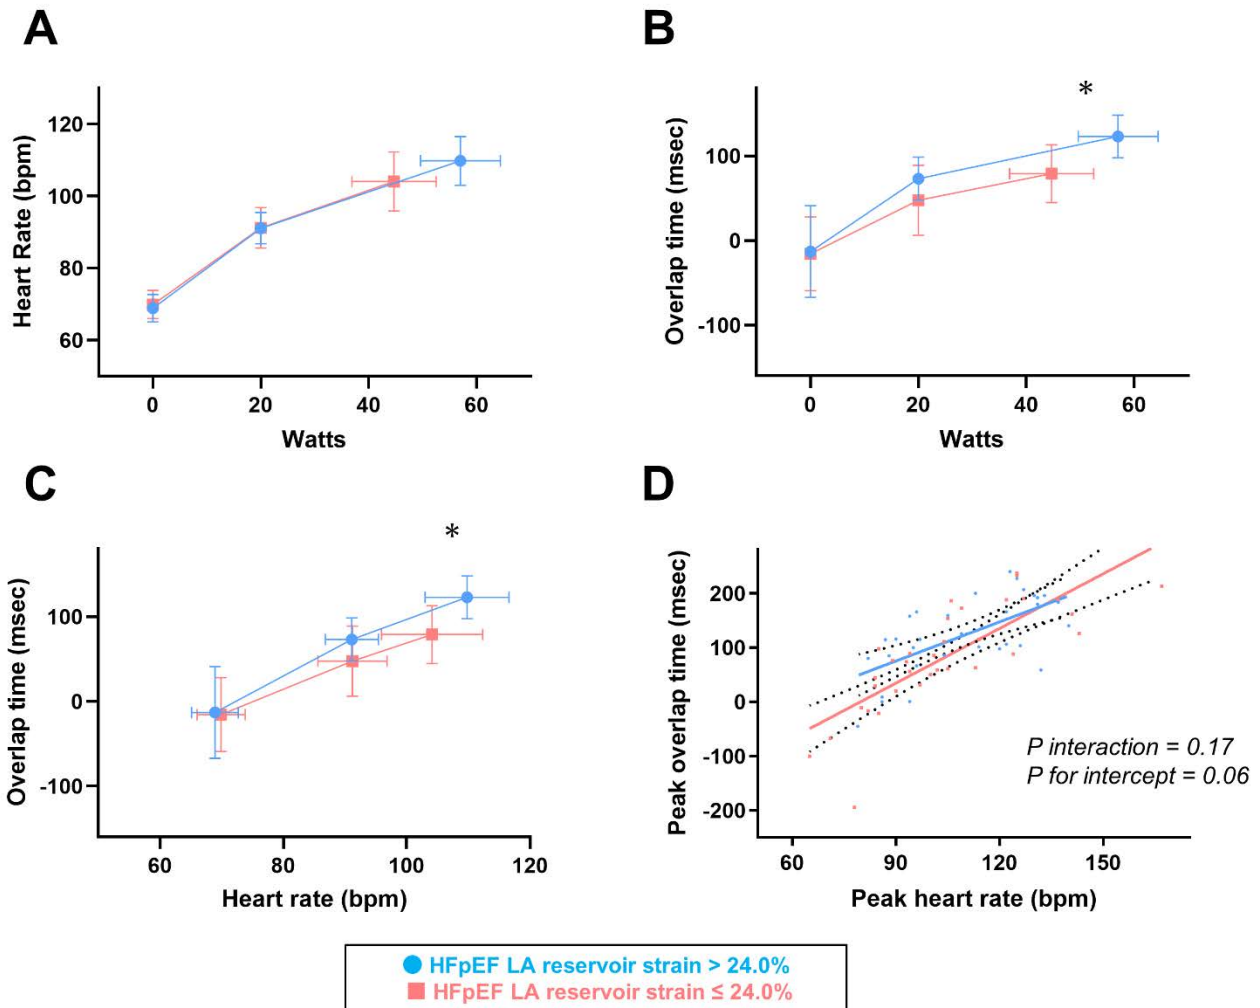 A
Heart Rate (bpm)
120
100
80
60
0 20 40 60
Watts
B
*
Overlap time (msec)
100
0
-100
0 20 40 60
Watts
C
*
Overlap time (msec)
100
0
-100
60 80 100 120
Heart rate (bpm)
D
Peak overlap time (msec)
200
100
0
-100
-200
P interaction = 0.17
P for intercept = 0.06
60 90 120 150
Peak heart rate (bpm)
HFpEF LA reservoir strain > 24.0%
HFpEF LA reservoir strain ≤ 24.0%